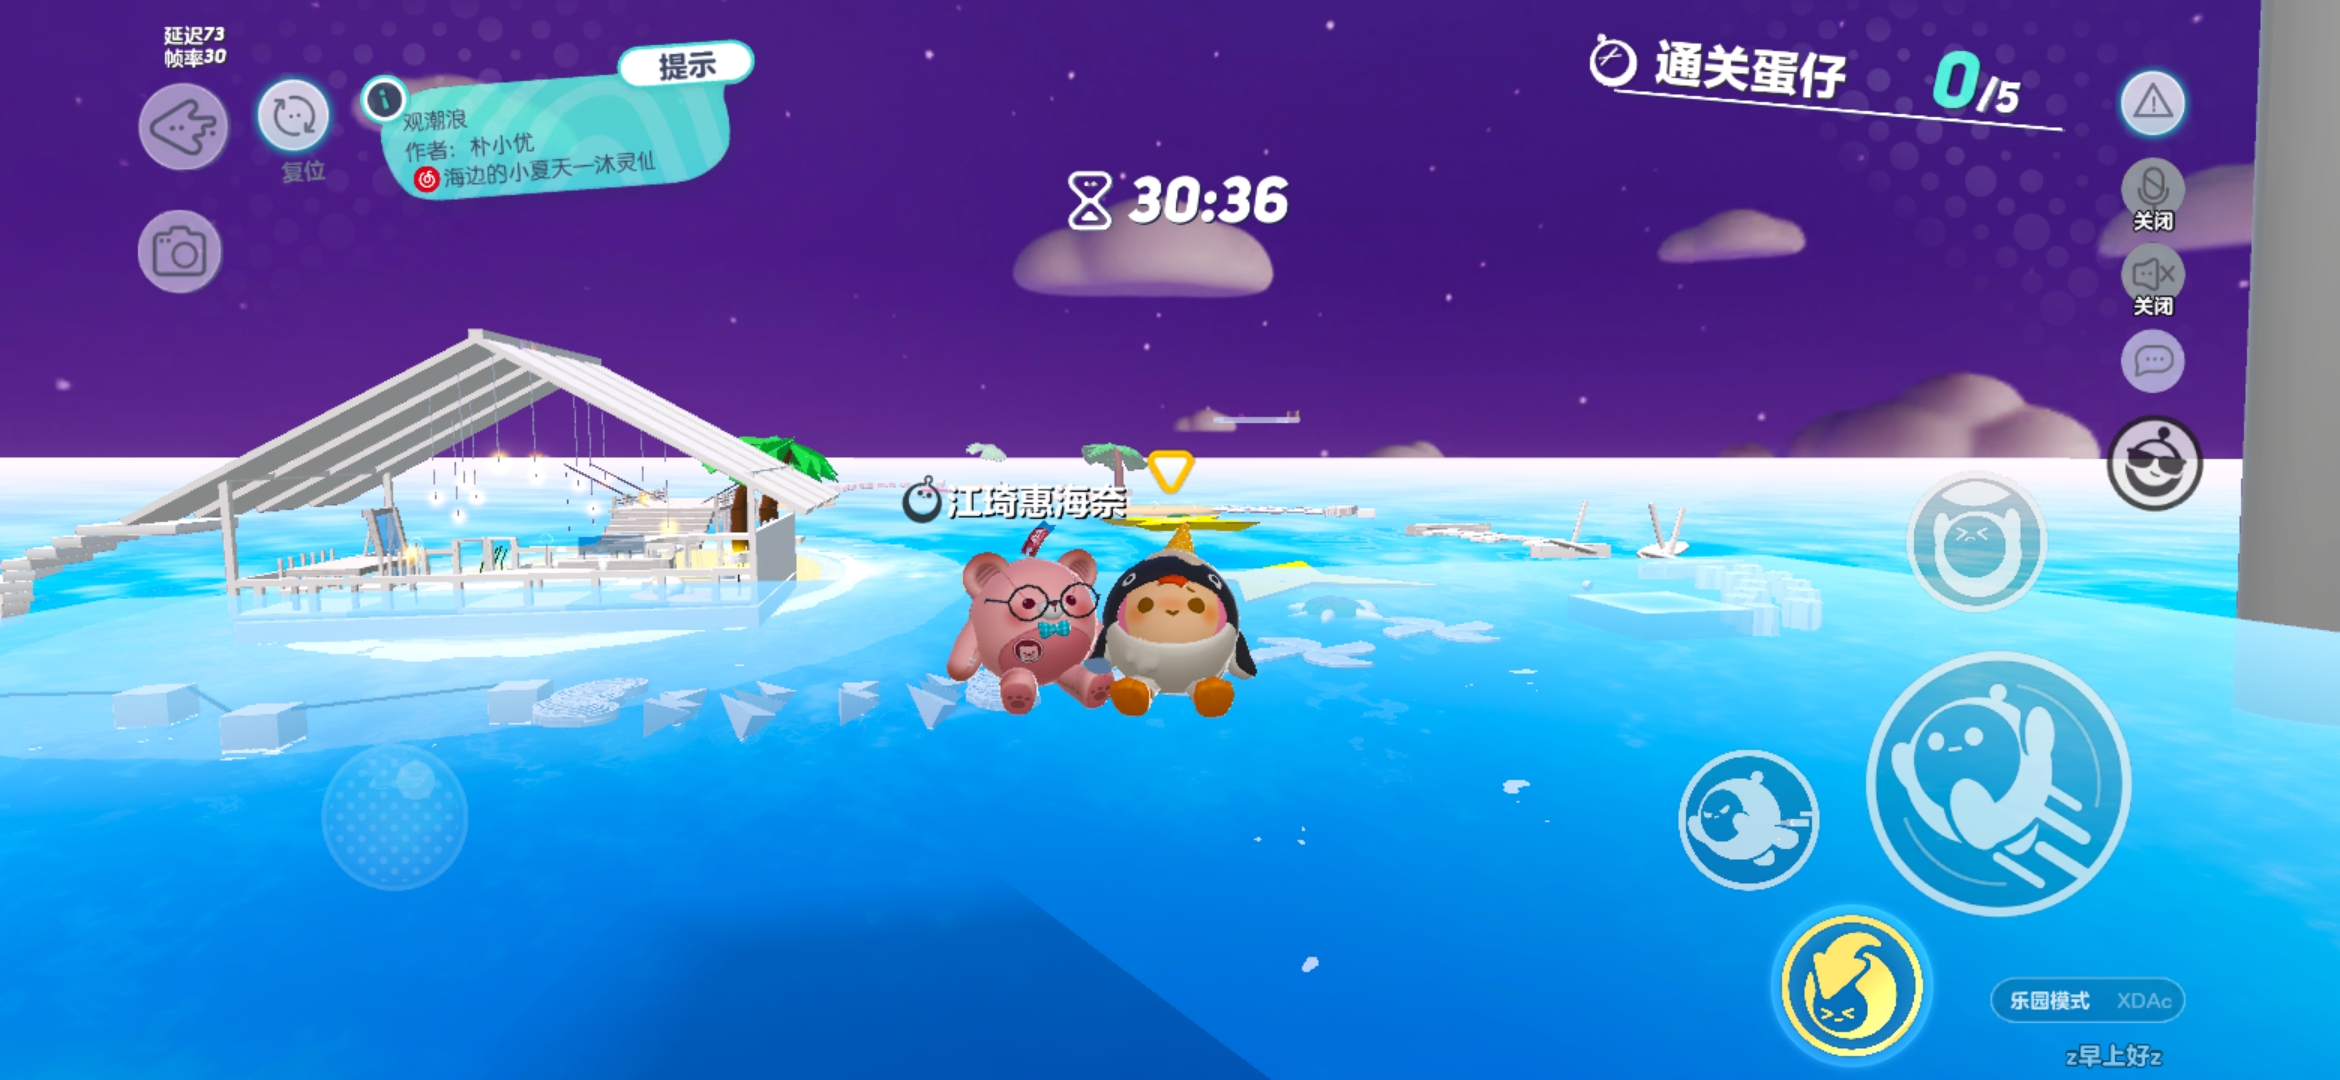 延迟73
帧率30
复位
提示
观潮浪
作者：朴小优
海边的小夏天—沐灵仙
30:36
通关蛋仔 0/5
关闭
关闭
江琦惠海奈
乐园模式 XDAc
z早上好z